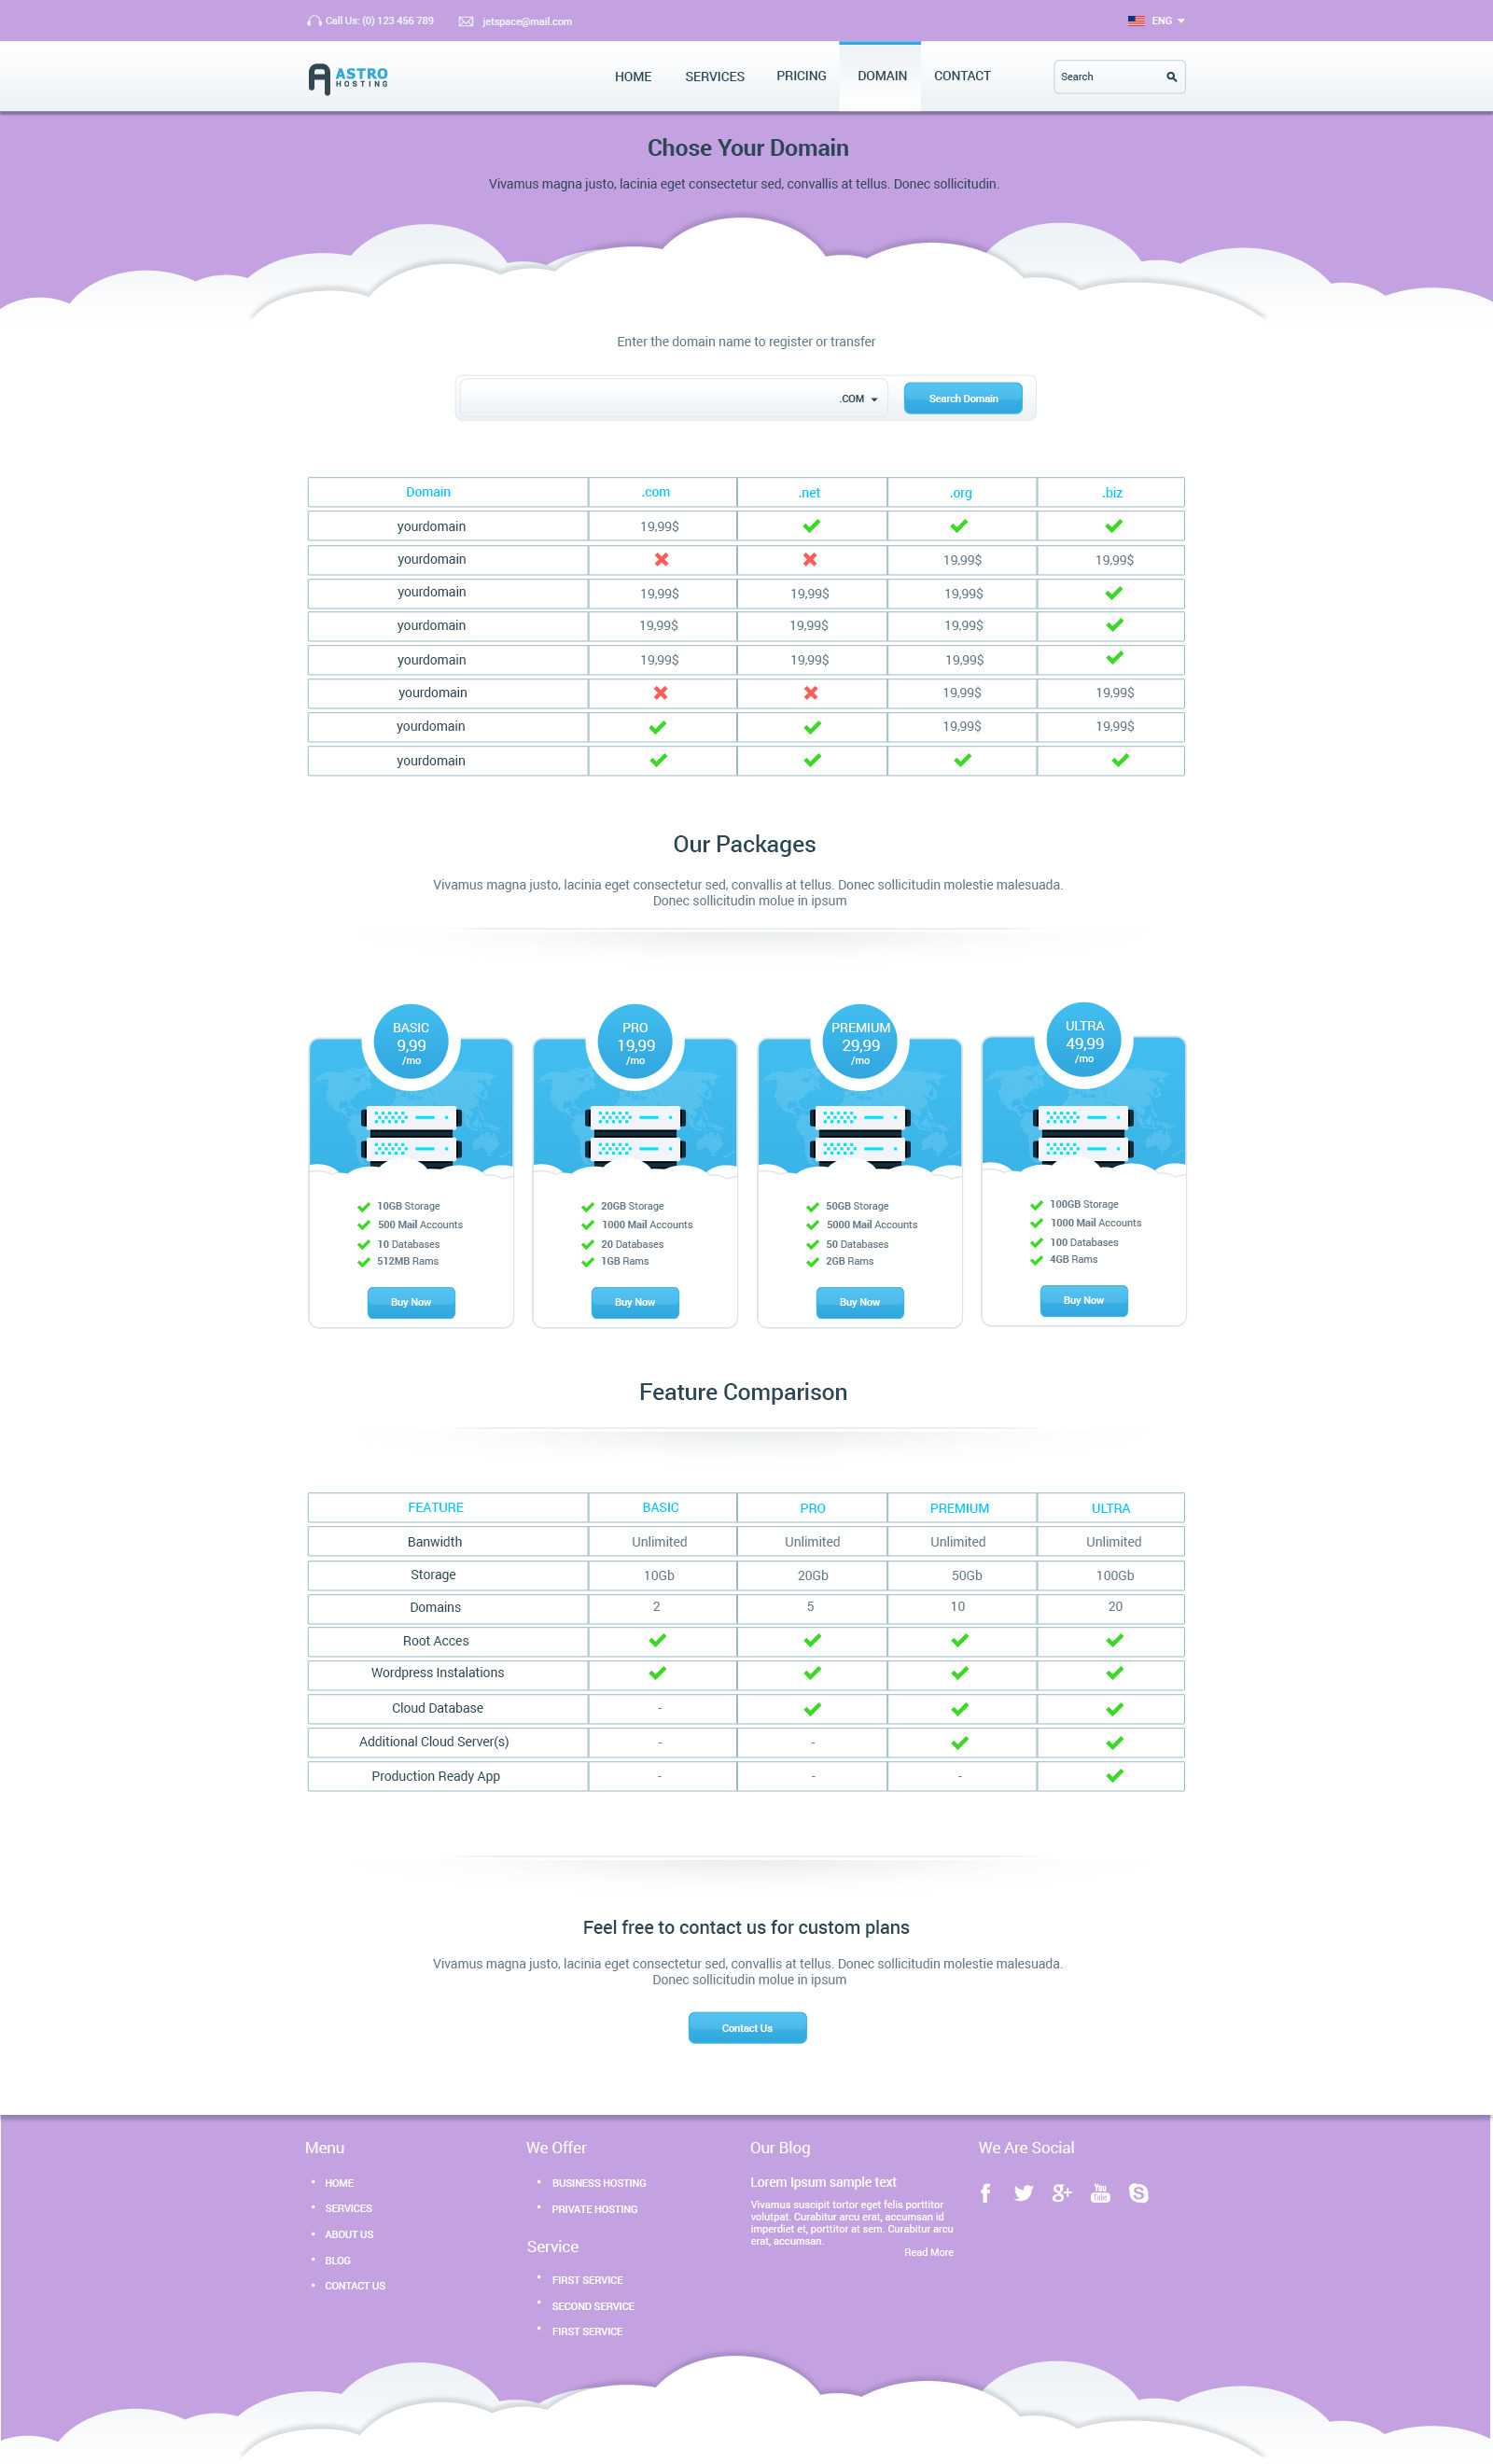 Call Us: (0) 123 456 789 jetspace@mail.com ENG
ASTRO
HOSTING
HOME SERVICES PRICING DOMAIN CONTACT Search
Chose Your Domain
Vivamus magna justo, lacinia eget consectetur sed, convallis at tellus. Donec sollicitudin.
Enter the domain name to register or transfer
.COM Search Domain
Domain .com .net .org .biz
yourdomain 19,99$
yourdomain 19,99$ 19,99$
yourdomain 19,99$ 19,99$ 19,99$
yourdomain 19,99$ 19,99$ 19,99$
yourdomain 19,99$ 19,99$ 19,99$
yourdomain 19,99$ 19,99$
yourdomain 19,99$ 19,99$
yourdomain
Our Packages
Vivamus magna justo, lacinia eget consectetur sed, convallis at tellus. Donec sollicitudin molestie malesuada.
Donec sollicitudin molue in ipsum
BASIC
9,99
/mo
10GB Storage
500 Mail Accounts
10 Databases
512MB Rams
Buy Now
PRO
19,99
/mo
20GB Storage
1000 Mail Accounts
20 Databases
1GB Rams
Buy Now
PREMIUM
29,99
/mo
50GB Storage
5000 Mail Accounts
50 Databases
2GB Rams
Buy Now
ULTRA
49,99
/mo
100GB Storage
1000 Mail Accounts
100 Databases
4GB Rams
Buy Now
Feature Comparison
FEATURE BASIC PRO PREMIUM ULTRA
Banwidth Unlimited Unlimited Unlimited Unlimited
Storage 10Gb 20Gb 50Gb 100Gb
Domains 2 5 10 20
Root Acces
Wordpress Instalations
Cloud Database -
Additional Cloud Server(s) - -
Production Ready App - - -
Feel free to contact us for custom plans
Vivamus magna justo, lacinia eget consectetur sed, convallis at tellus. Donec sollicitudin molestie malesuada.
Donec sollicitudin molue in ipsum
Contact Us
Menu
HOME
SERVICES
ABOUT US
BLOG
CONTACT US
We Offer
BUSINESS HOSTING
PRIVATE HOSTING
Service
FIRST SERVICE
SECOND SERVICE
FIRST SERVICE
Our Blog
Lorem Ipsum sample text
Vivamus suscipit tortor eget felis porttitor
volutpat. Curabitur arcu erat, accumsan id
imperdiet et, porttitor at sem. Curabitur arcu
erat, accumsan.
Read More
We Are Social